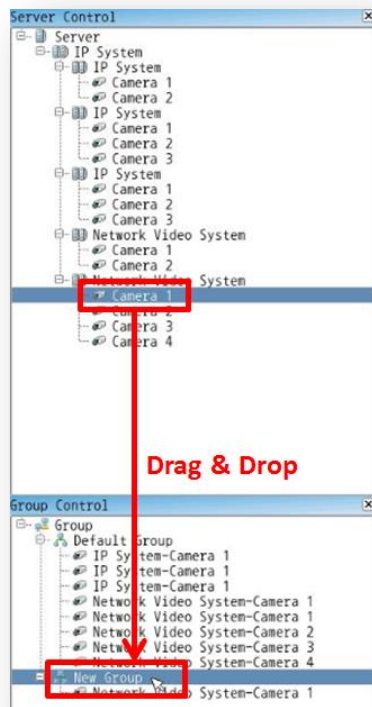 Server Control
Server
IP System
IP System
Camera 1
Camera 2
IP System
Camera 1
Camera 2
Camera 3
IP System
Camera 1
Camera 2
Camera 3
Network Video System
Camera 1
Camera 2
Network Video System
Camera 1
Camera 2
Camera 3
Camera 4
Drag & Drop
Group Control
Group
Default Group
IP System-Camera 1
IP System-Camera 1
IP System-Camera 1
Network Video System-Camera 1
Network Video System-Camera 1
Network Video System-Camera 2
Network Video System-Camera 3
Network Video System-Camera 4
New Group
Network Video System-Camera 1